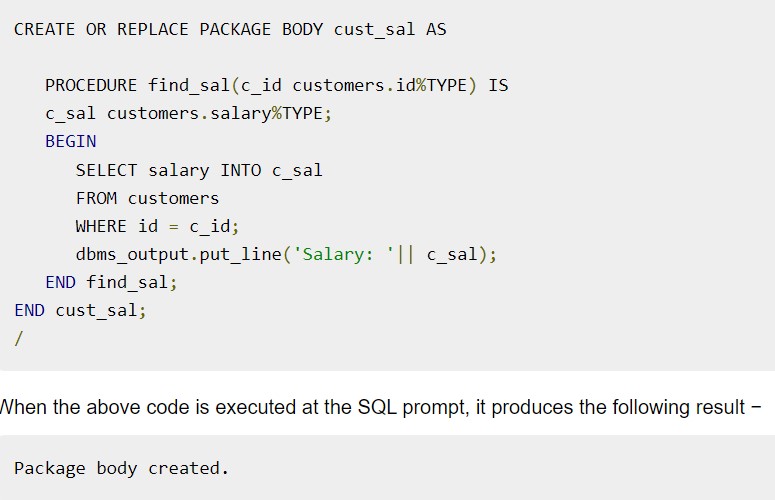 CREATE OR REPLACE PACKAGE BODY cust_sal AS
PROCEDURE find_sal(c_id customers.id%TYPE) IS
c_sal customers.salary%TYPE;
BEGIN
SELECT salary INTO c_sal
FROM customers
WHERE id = c_id;
dbms_output.put_line('Salary: '|| c_sal);
END find_sal;
END cust_sal;
/
When the above code is executed at the SQL prompt, it produces the following result −
Package body created.